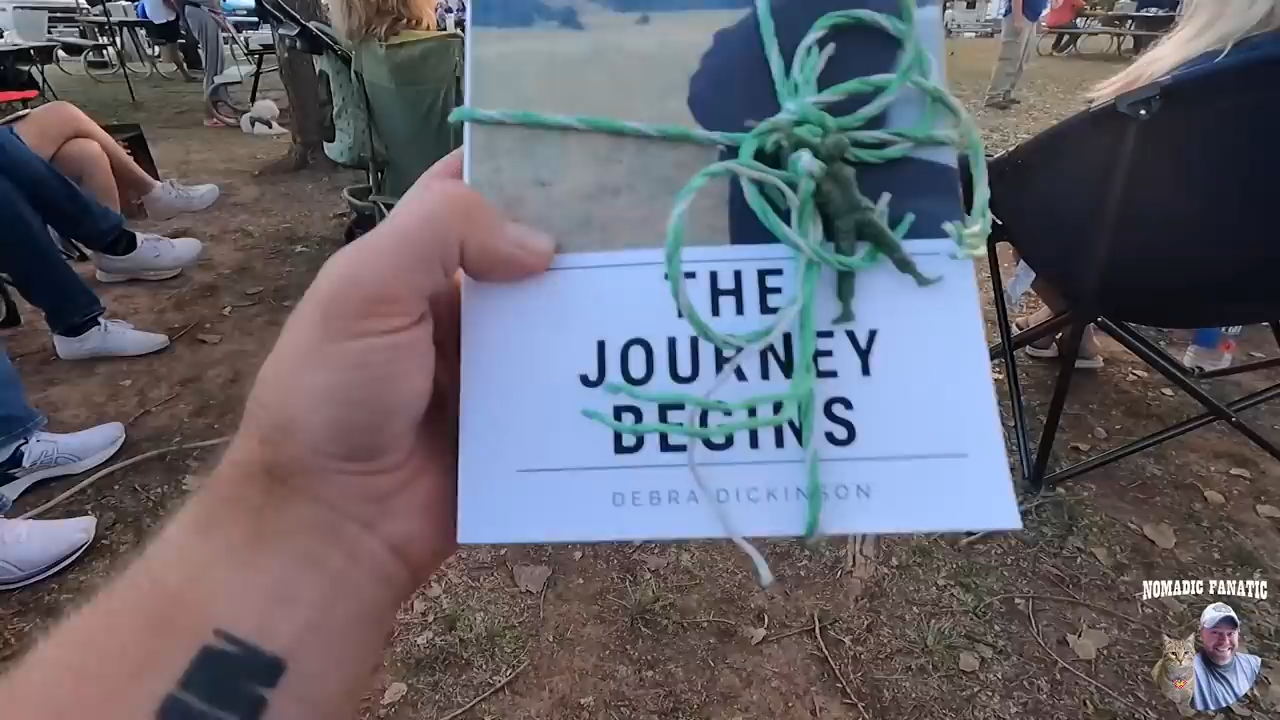 THE
JOURNEY
BEGINS
DEBRA DICKINSON
NOMADIC FANATIC